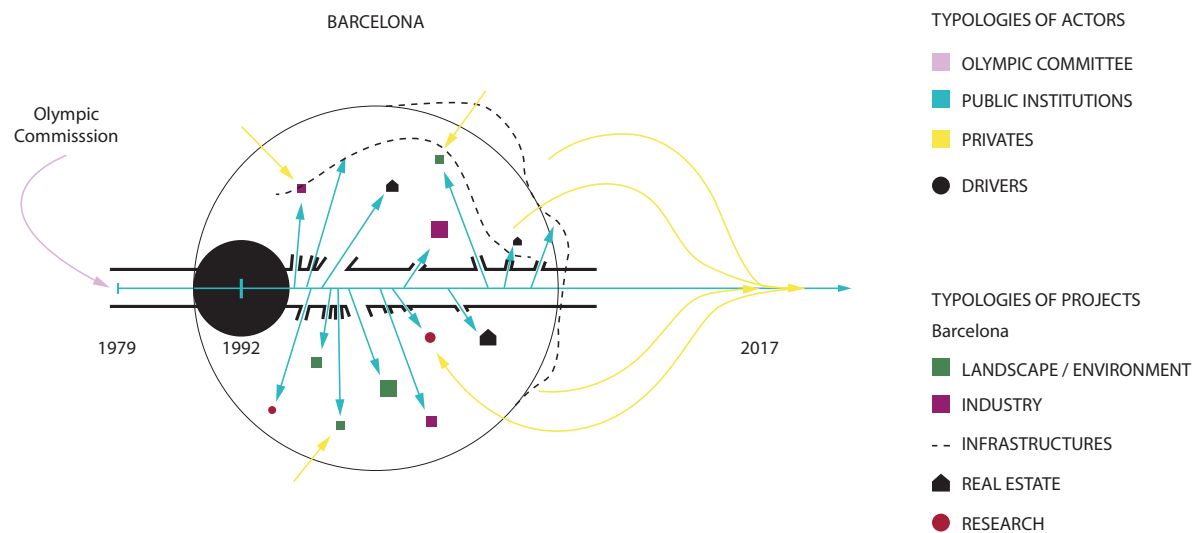 BARCELONA
Olympic
Commisssion
1979
1992
2017
TYPOLOGIES OF ACTORS
OLYMPIC COMMITTEE
PUBLIC INSTITUTIONS
PRIVATES
DRIVERS
TYPOLOGIES OF PROJECTS
Barcelona
LANDSCAPE / ENVIRONMENT
INDUSTRY
INFRASTRUCTURES
REAL ESTATE
RESEARCH